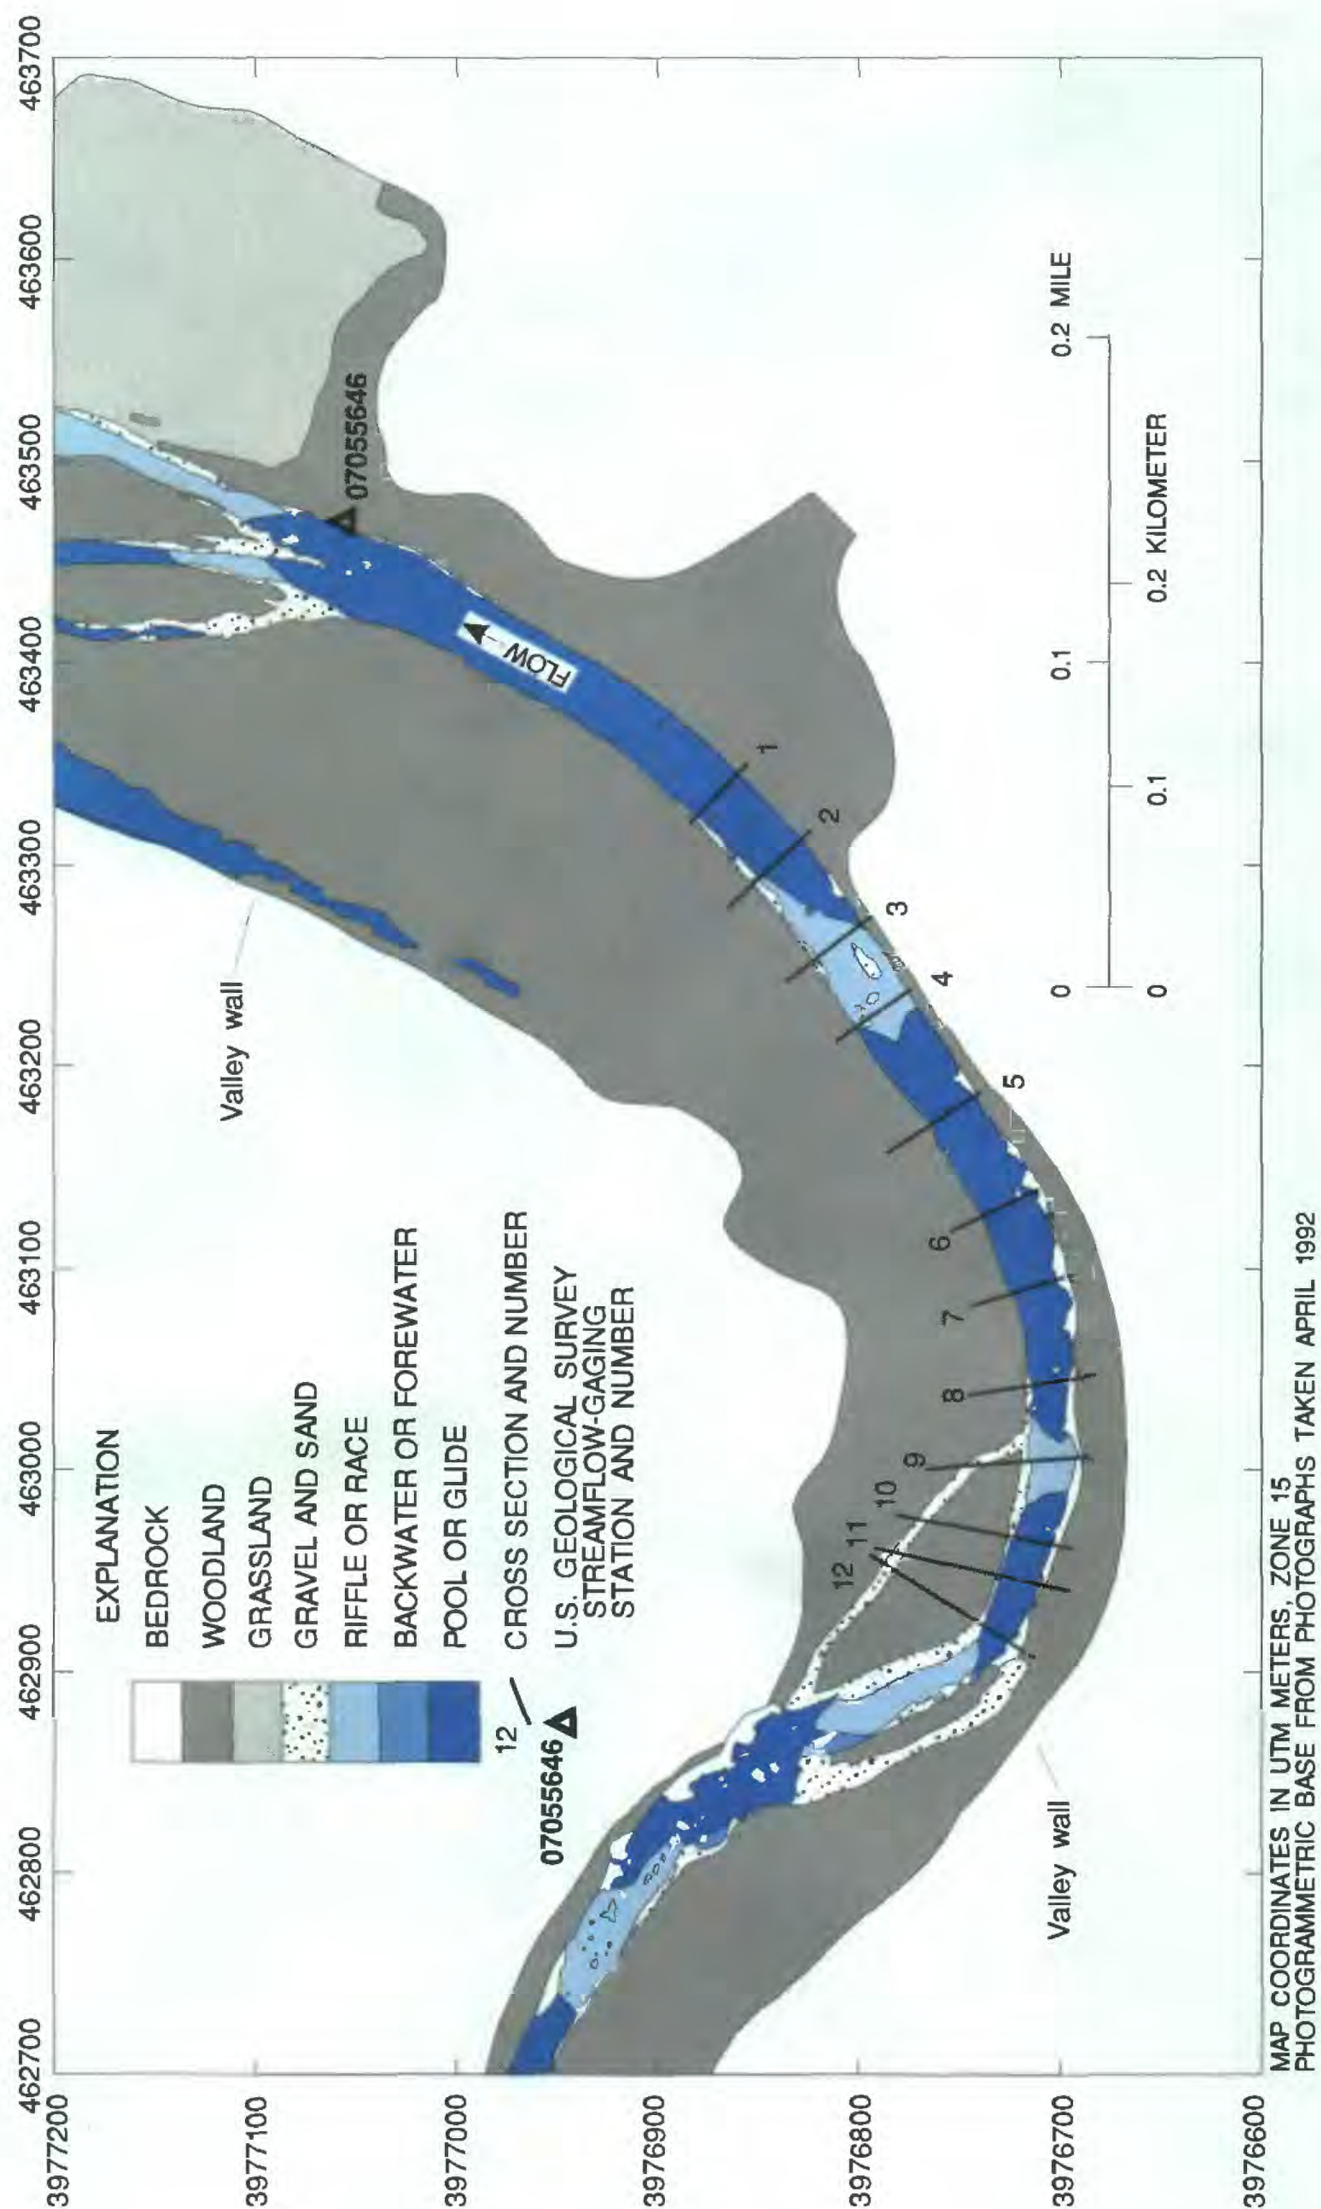 463700
463600
463500
463400
463300
463200
463100
463000
462900
462800
462700
3977200
3977100
3977000
3976900
3976800
3976700
3976600
EXPLANATION
BEDROCK
WOODLAND
GRASSLAND
GRAVEL AND SAND
RIFFLE OR RACE
BACKWATER OR FOREWATER
POOL OR GLIDE
12
CROSS SECTION AND NUMBER
07055646
U.S. GEOLOGICAL SURVEY
STREAMFLOW-GAGING
STATION AND NUMBER
Valley wall
Valley wall
07055646
FLOW
1
2
3
4
5
6
7
8
9
10
11
12
0 0.1 0.2 MILE
0 0.1 0.2 KILOMETER
MAP COORDINATES IN UTM METERS, ZONE 15
PHOTOGRAMMETRIC BASE FROM PHOTOGRAPHS TAKEN APRIL 1992